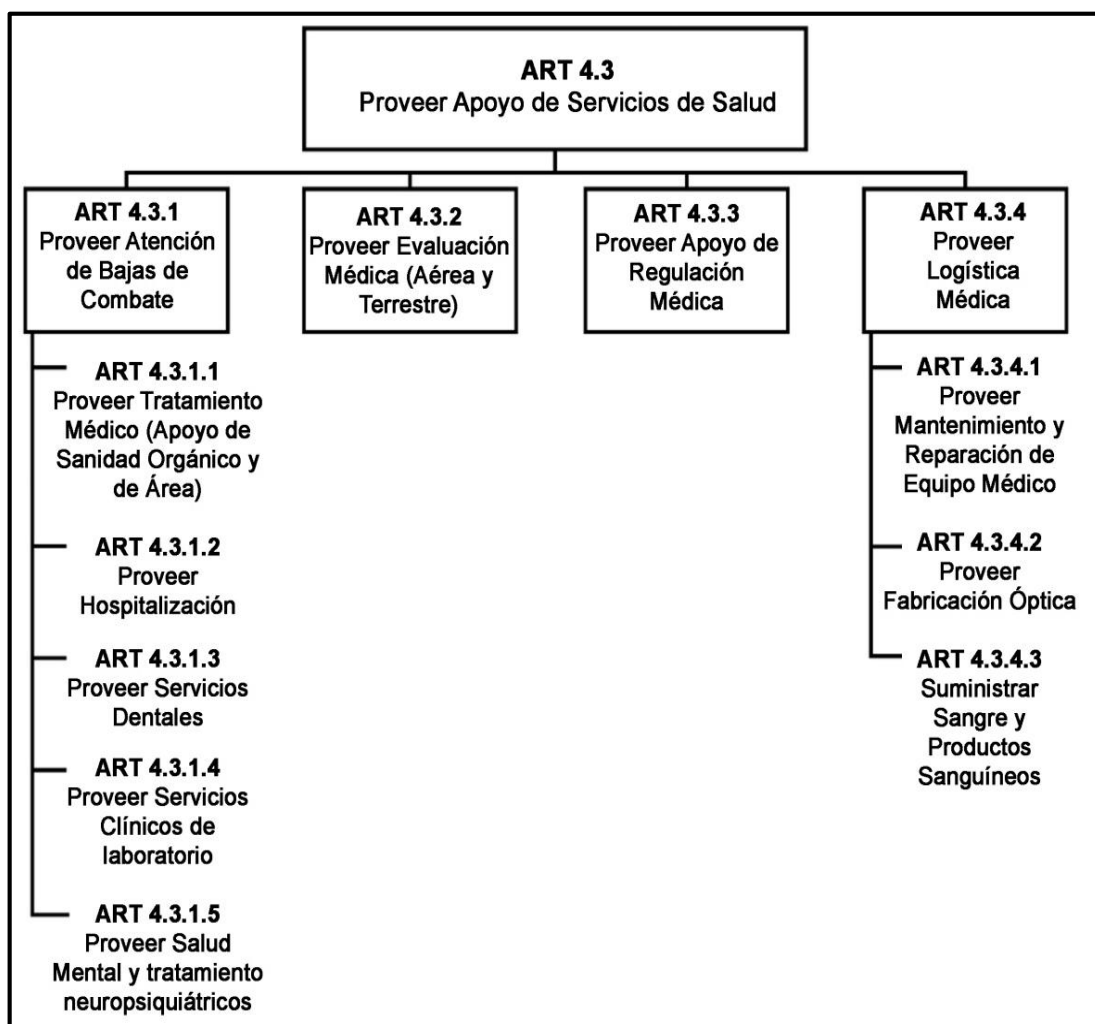 ART 4.3
Proveer Apoyo de Servicios de Salud
ART 4.3.1
Proveer Atención
de Bajas de
Combate
ART 4.3.2
Proveer Evaluación
Médica (Aérea y
Terrestre)
ART 4.3.3
Proveer Apoyo de
Regulación
Médica
ART 4.3.4
Proveer
Logística
Médica
ART 4.3.1.1
Proveer Tratamiento
Médico (Apoyo de
Sanidad Orgánico y
de Área)
ART 4.3.1.2
Proveer
Hospitalización
ART 4.3.1.3
Proveer Servicios
Dentales
ART 4.3.1.4
Proveer Servicios
Clínicos de
laboratorio
ART 4.3.1.5
Proveer Salud
Mental y tratamiento
neuropsiquiátricos
ART 4.3.4.1
Proveer
Mantenimiento y
Reparación de
Equipo Médico
ART 4.3.4.2
Proveer
Fabricación Óptica
ART 4.3.4.3
Suministrar
Sangre y
Productos
Sanguíneos